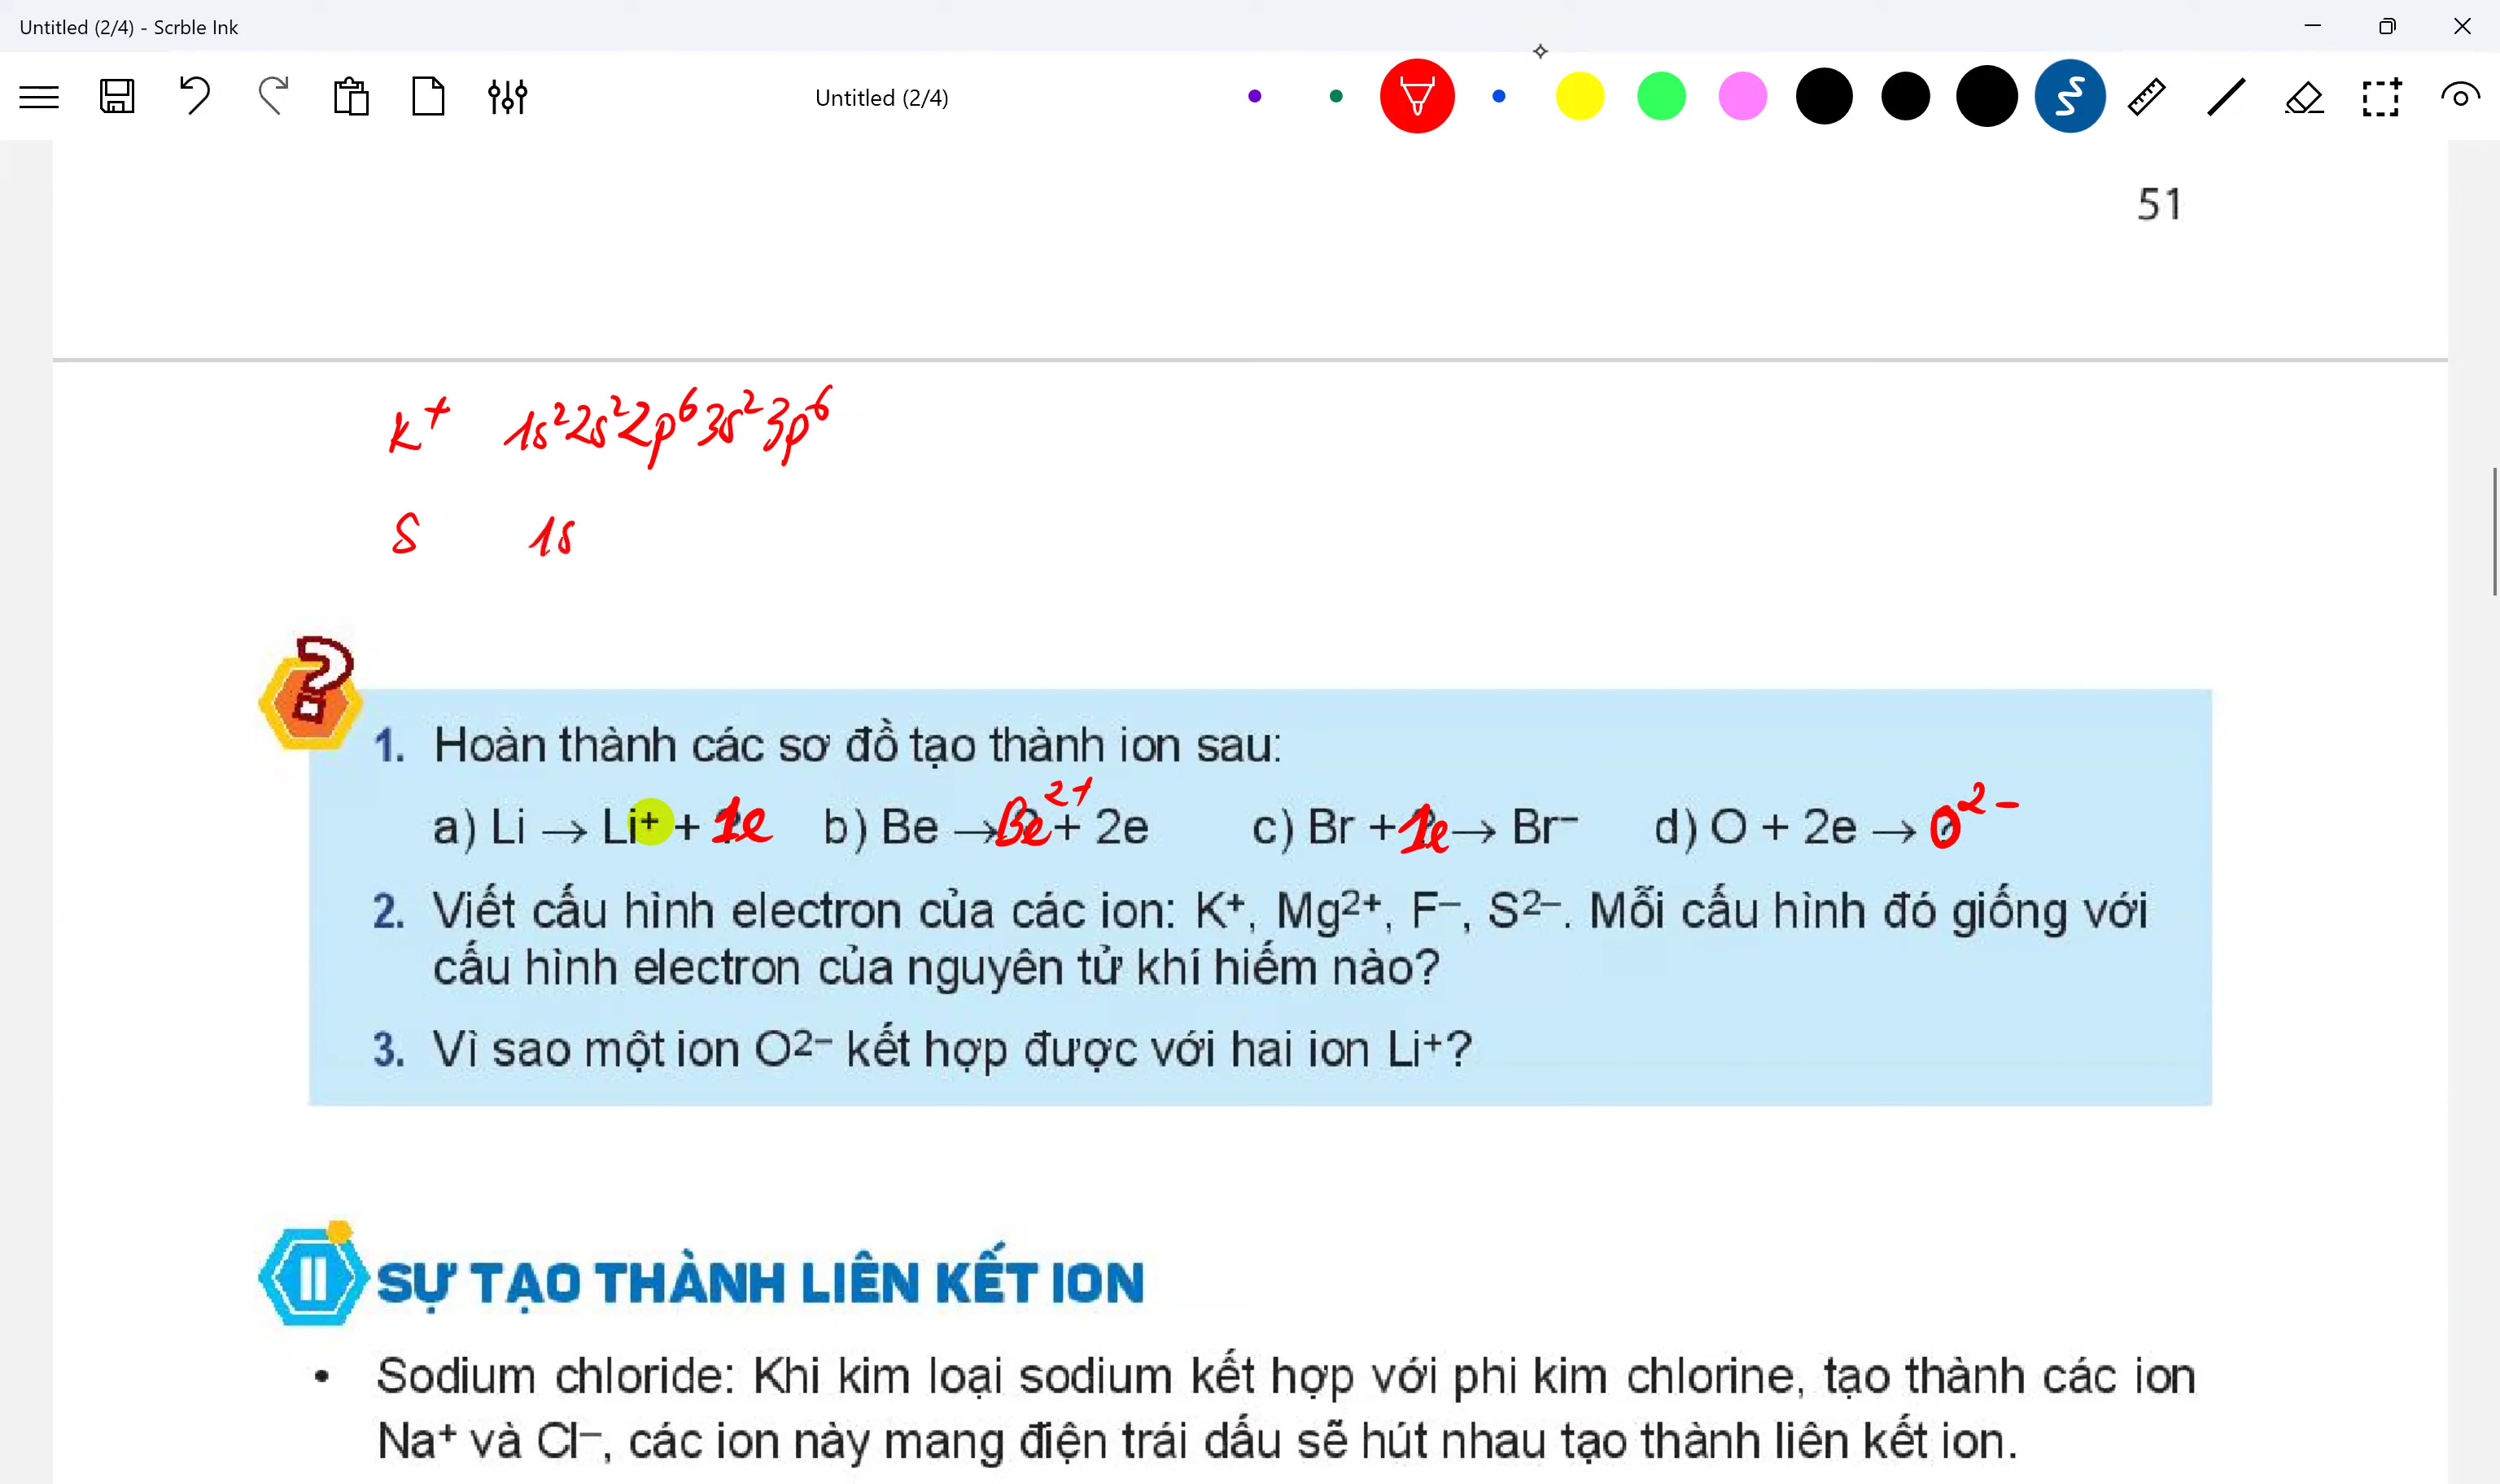 Untitled (2/4) - Scrble Ink
Untitled (2/4)
51
K⁺ 1s²2s²2p⁶3s²3p⁶
S 1s
?
1. Hoàn thành các sơ đồ tạo thành ion sau:
a) Li → Li⁺ + 1e b) Be → Be²⁺ + 2e c) Br + 1e → Br⁻ d) O + 2e → O²⁻
2. Viết cấu hình electron của các ion: K⁺, Mg²⁺, F⁻, S²⁻. Mỗi cấu hình đó giống với
cấu hình electron của nguyên tử khí hiếm nào?
3. Vì sao một ion O²⁻ kết hợp được với hai ion Li⁺?
II SỰ TẠO THÀNH LIÊN KẾT ION
• Sodium chloride: Khi kim loại sodium kết hợp với phi kim chlorine, tạo thành các ion
Na⁺ và Cl⁻, các ion này mang điện trái dấu sẽ hút nhau tạo thành liên kết ion.